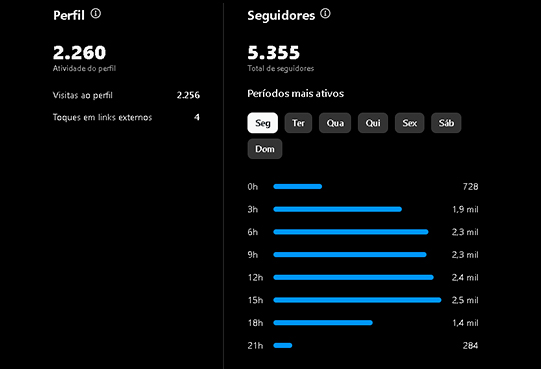 Perfil
2.260
Atividade do perfil
Visitas ao perfil 2.256
Toques em links externos 4
Seguidores
5.355
Total de seguidores
Períodos mais ativos
Seg Ter Qua Qui Sex Sáb
Dom
0h 728
3h 1,9 mil
6h 2,3 mil
9h 2,3 mil
12h 2,4 mil
15h 2,5 mil
18h 1,4 mil
21h 284